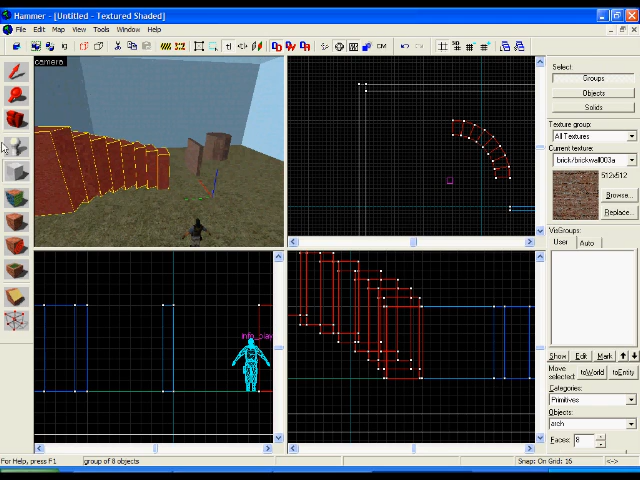 Hammer - [Untitled - Textured Shaded]
File Edit Map View Tools Window Help
camera
info_play
Select:
Groups
Objects
Solids
Texture group:
All Textures
Current texture:
brick/brickwall003a
512x512
Browse...
Replace...
VisGroups:
User Auto
Show Edit Mark
Move selected: toWorld toEntity
Categories:
Primitives
Objects:
arch
Faces: 8
For Help, press F1
group of 8 objects
Snap: On Grid: 16
<->